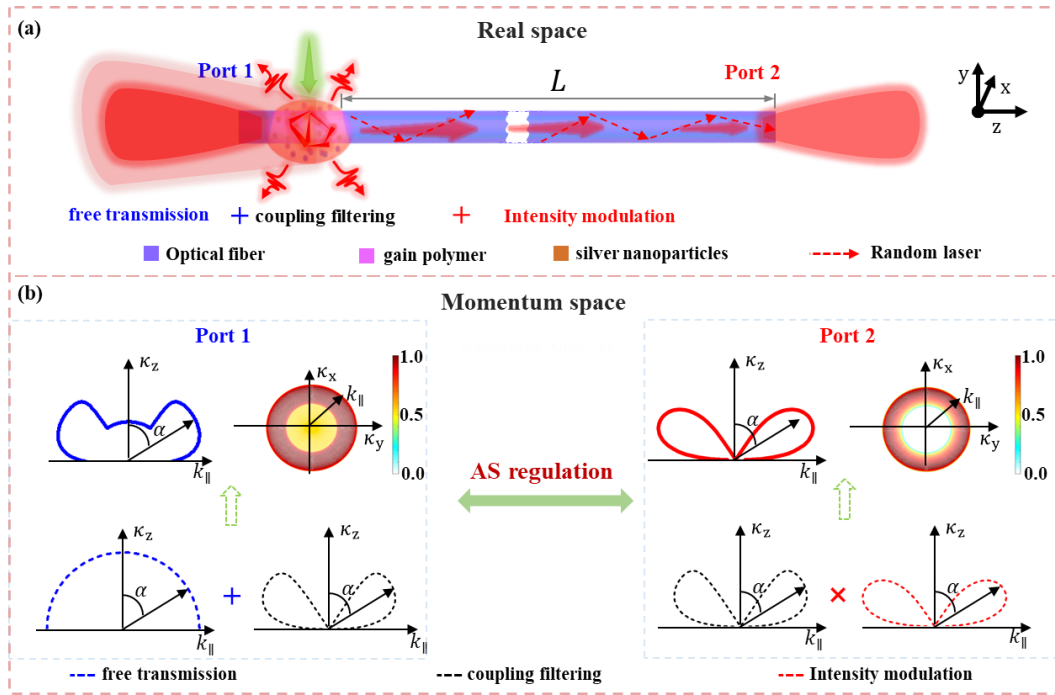 (a)
Real space
Port 1
L
Port 2
y
x
z
free transmission + coupling filtering + Intensity modulation
Optical fiber
gain polymer
silver nanoparticles
Random laser
(b)
Momentum space
Port 1
Port 2
κz
α
k∥
κx
k∥
κy
1.0
0.5
0.0
κz
α
k∥
κx
k∥
κy
1.0
0.5
0.0
AS regulation
κz
α
k∥
+
κz
α
k∥
κz
α
k∥
×
κz
α
k∥
free transmission
coupling filtering
Intensity modulation